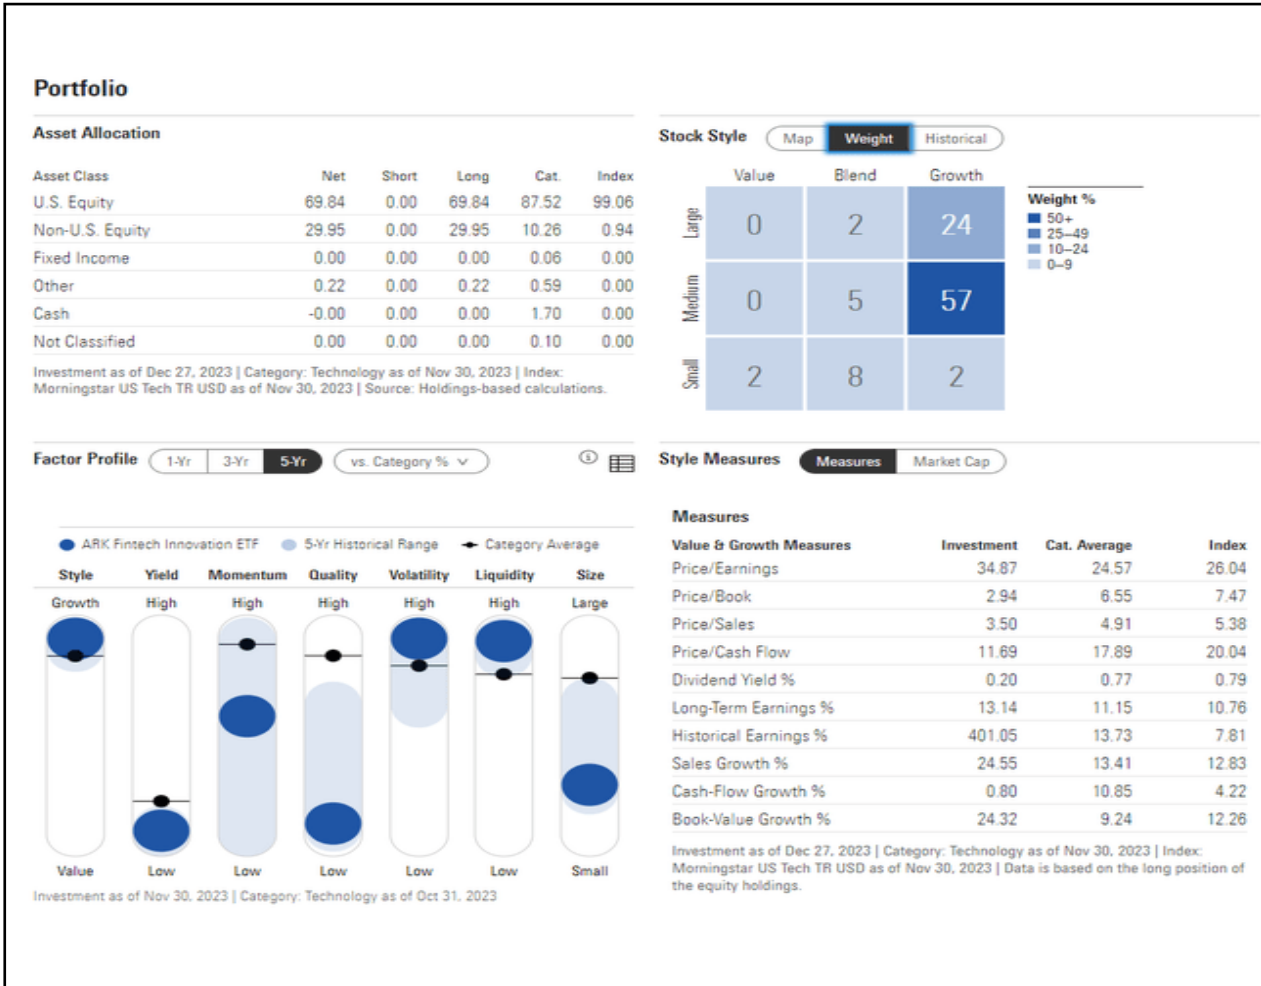 Portfolio
Asset Allocation
Asset Class Net Short Long Cat. Index
U.S. Equity 69.84 0.00 69.84 87.52 99.06
Non-U.S. Equity 29.95 0.00 29.95 10.26 0.94
Fixed Income 0.00 0.00 0.00 0.06 0.00
Other 0.22 0.00 0.22 0.59 0.00
Cash -0.00 0.00 0.00 1.70 0.00
Not Classified 0.00 0.00 0.00 0.10 0.00
Investment as of Dec 27, 2023 | Category: Technology as of Nov 30, 2023 | Index:
Morningstar US Tech TR USD as of Nov 30, 2023 | Source: Holdings-based calculations.
Stock Style Map Weight Historical
Value Blend Growth
Large 0 2 24
Medium 0 5 57
Small 2 8 2
Weight %
50+
25–49
10–24
0–9
Factor Profile 1-Yr 3-Yr 5-Yr vs. Category %
ARK Fintech Innovation ETF 5-Yr Historical Range Category Average
Style Yield Momentum Quality Volatility Liquidity Size
Growth High High High High High Large
Value Low Low Low Low Low Small
Investment as of Nov 30, 2023 | Category: Technology as of Oct 31, 2023
Style Measures Measures Market Cap
Measures
Value & Growth Measures Investment Cat. Average Index
Price/Earnings 34.87 24.57 26.04
Price/Book 2.94 6.55 7.47
Price/Sales 3.50 4.91 5.38
Price/Cash Flow 11.69 17.89 20.04
Dividend Yield % 0.20 0.77 0.79
Long-Term Earnings % 13.14 11.15 10.76
Historical Earnings % 401.05 13.73 7.81
Sales Growth % 24.55 13.41 12.83
Cash-Flow Growth % 0.80 10.85 4.22
Book-Value Growth % 24.32 9.24 12.26
Investment as of Dec 27, 2023 | Category: Technology as of Nov 30, 2023 | Index:
Morningstar US Tech TR USD as of Nov 30, 2023 | Data is based on the long position of
the equity holdings.